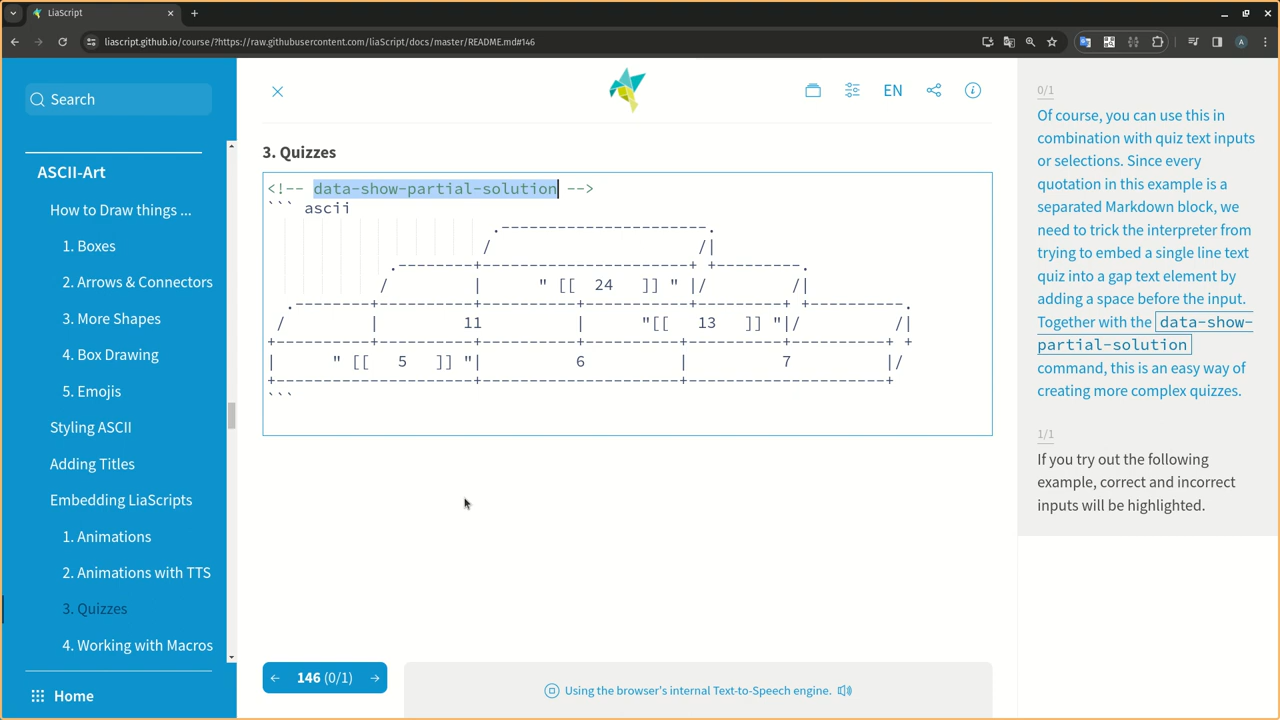 LiaScript
liascript.github.io/course/?https://raw.githubusercontent.com/liaScript/docs/master/README.md#146
A
Search
ASCII-Art
How to Draw things ...
1. Boxes
2. Arrows & Connectors
3. More Shapes
4. Box Drawing
5. Emojis
Styling ASCII
Adding Titles
Embedding LiaScripts
1. Animations
2. Animations with TTS
3. Quizzes
4. Working with Macros
Home
EN
3. Quizzes
<!-- data-show-partial-solution -->
``` ascii
                        .----------------------.
                       /                      /|
             .--------+----------------------+ +---------.
            /         |      " [[  24   ]] " |/         /|
  .--------+----------+----------+----------+--------+ +----------.
 /         |         11          |      "[[   13   ]] "|/          /|
+---------------------+----------+----------+----------+----------+ +
|      " [[   5   ]] "|          6          |          7          |/
+---------------------+---------------------+---------------------+
```
146 (0/1)
Using the browser's internal Text-to-Speech engine.
0/1
Of course, you can use this in
combination with quiz text inputs
or selections. Since every
quotation in this example is a
separated Markdown block, we
need to trick the interpreter from
trying to embed a single line text
quiz into a gap text element by
adding a space before the input.
Together with the data-show-
partial-solution
command, this is an easy way of
creating more complex quizzes.
1/1
If you try out the following
example, correct and incorrect
inputs will be highlighted.